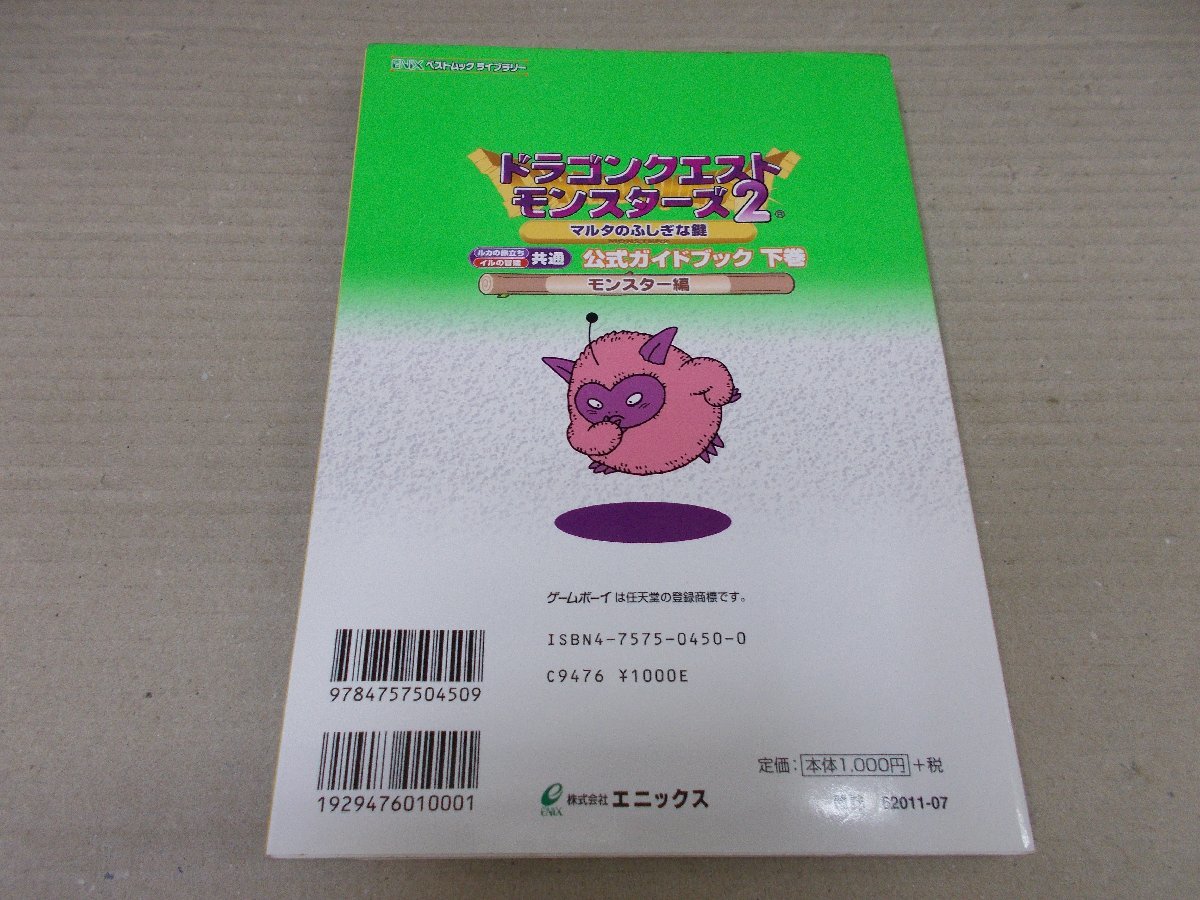 ENIX ベストムック ライブラリー
ドラゴンクエスト
モンスターズ2
マルタのふしぎな鍵
ルカの旅立ち
イルの冒険
共通 公式ガイドブック 下巻
モンスター編
ゲームボーイ は任天堂の登録商標です。
ISBN4-7575-0450-0
C9476 ¥1000E
9784757504509
1929476010001
定価：本体1,000円+税
ENIX 株式会社 エニックス
62011-07